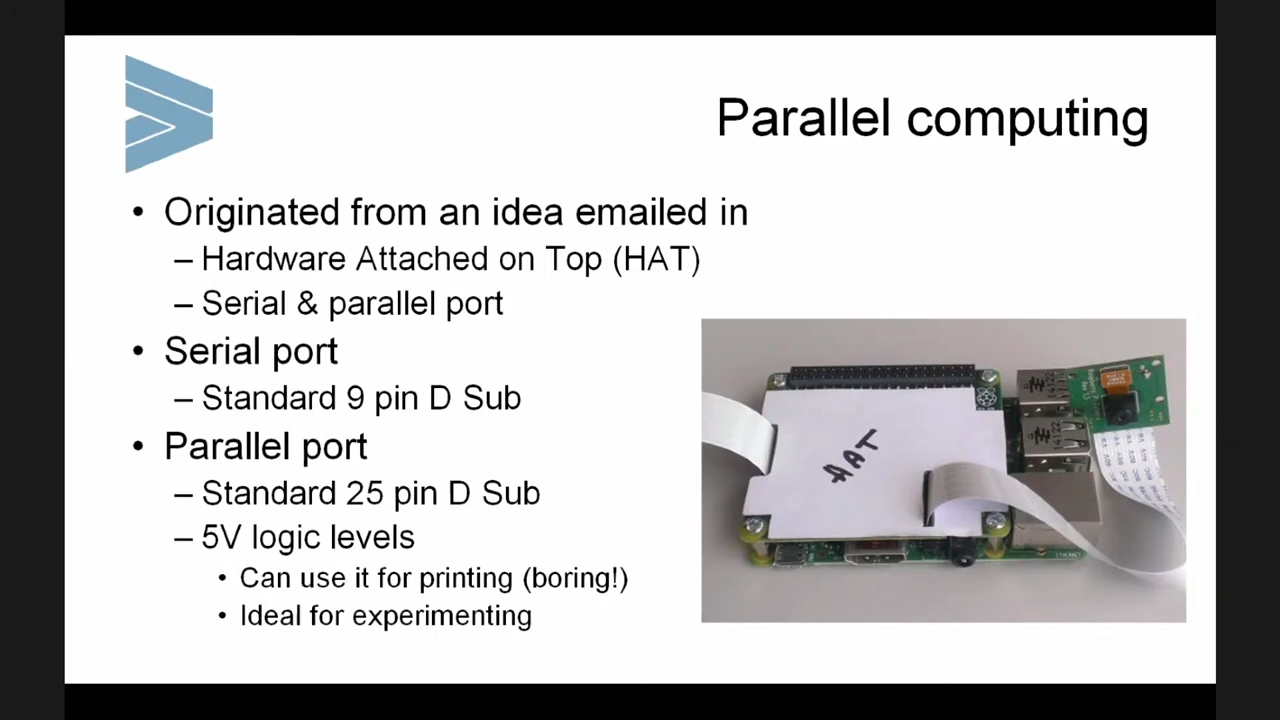 Parallel computing
• Originated from an idea emailed in
– Hardware Attached on Top (HAT)
– Serial & parallel port
• Serial port
– Standard 9 pin D Sub
• Parallel port
– Standard 25 pin D Sub
– 5V logic levels
• Can use it for printing (boring!)
• Ideal for experimenting
HAT
ETHERNET